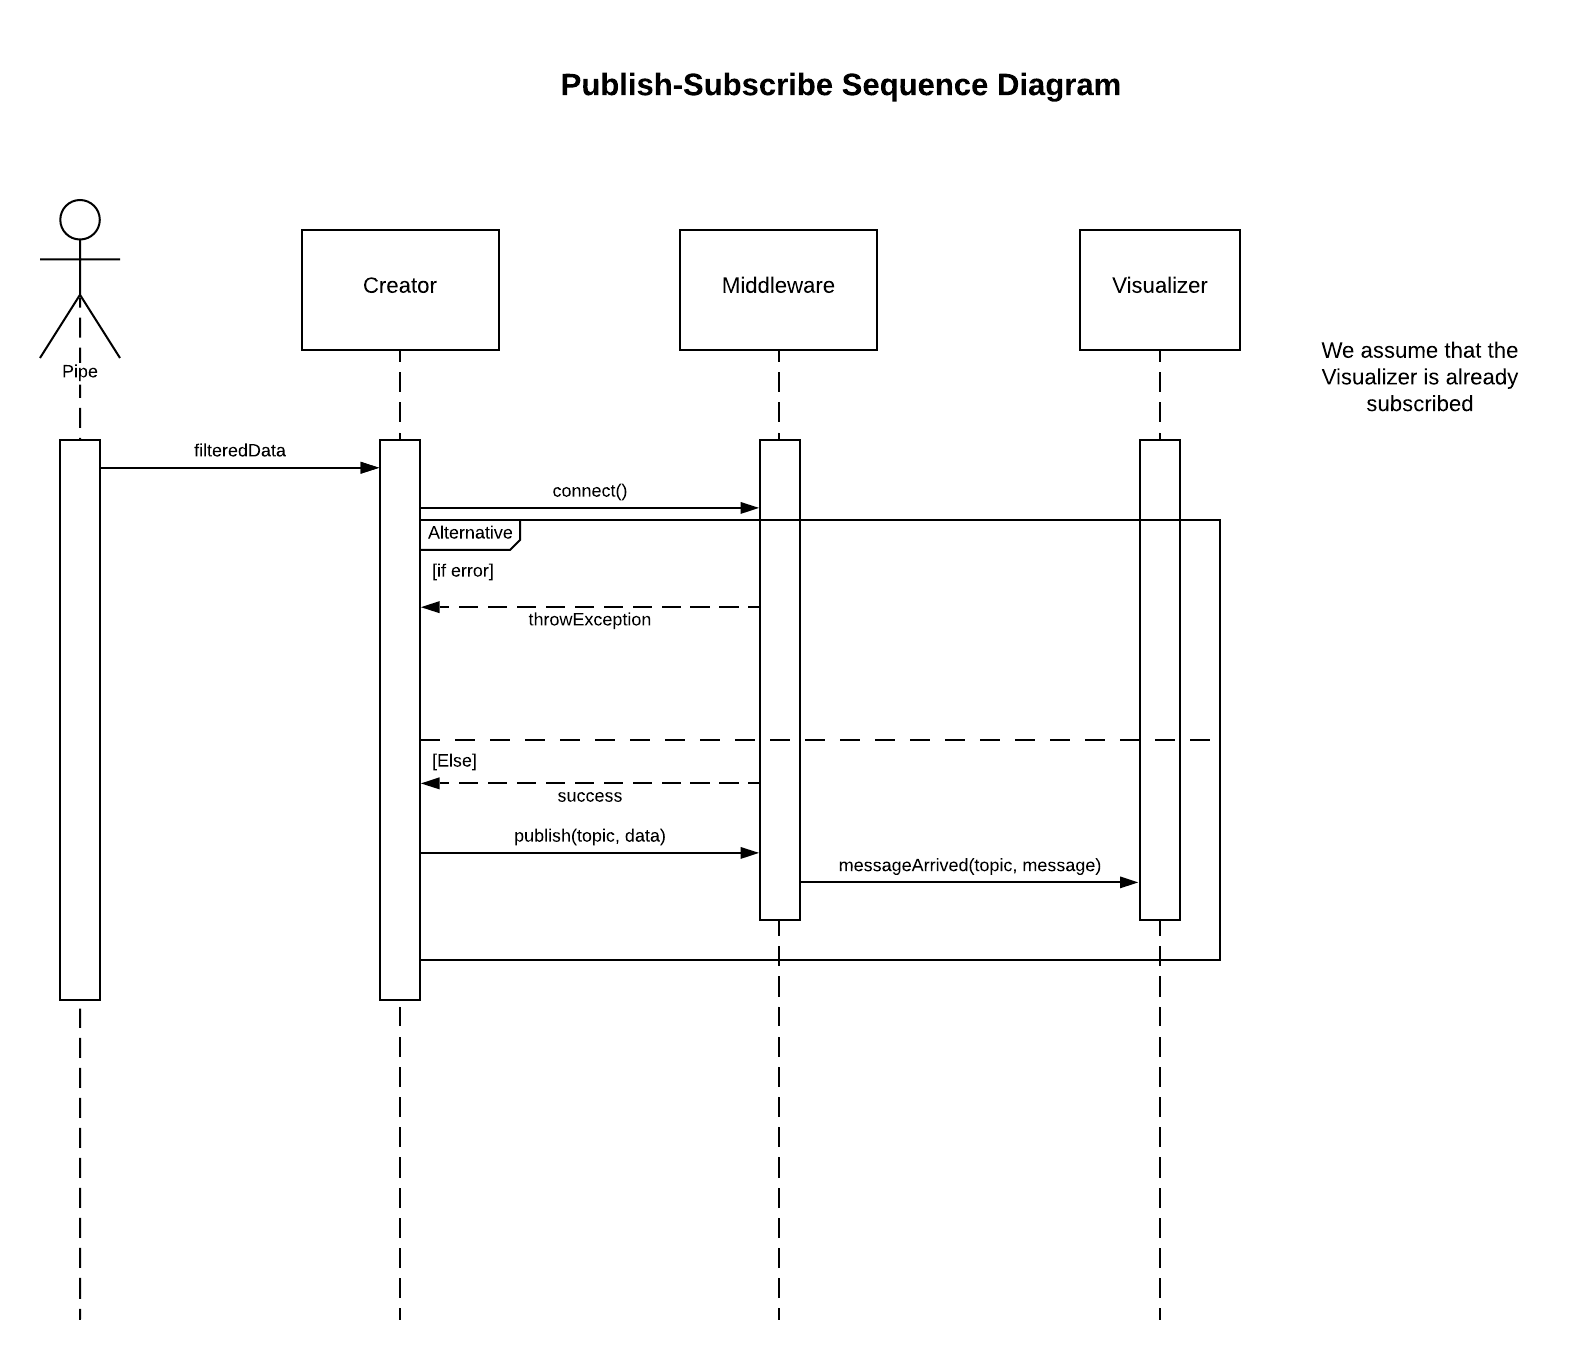 Publish-Subscribe Sequence Diagram
Creator
Middleware
Visualizer
We assume that the
Visualizer is already
subscribed
Pipe
filteredData
connect()
Alternative
[if error]
throwException
[Else]
success
publish(topic, data)
messageArrived(topic, message)